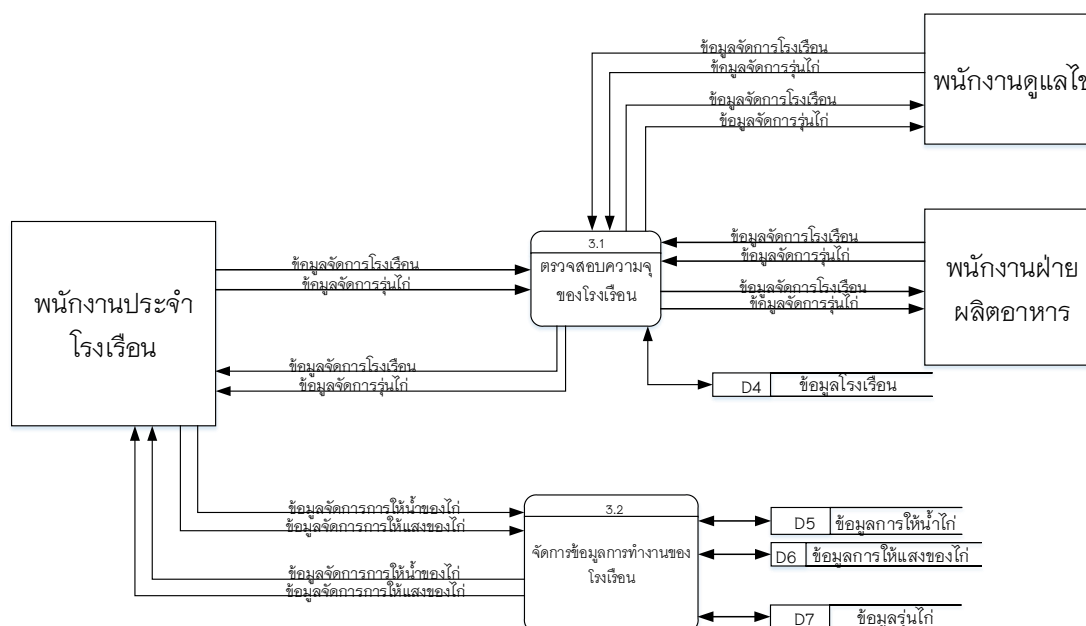 ข้อมูลจัดการโรงเรือน
ข้อมูลจัดการรุ่นไก่
ข้อมูลจัดการโรงเรือน
ข้อมูลจัดการรุ่นไก่
พนักงานดูแลไข
3.1
ตรวจสอบความจุ
ของโรงเรือน
ข้อมูลจัดการโรงเรือน
ข้อมูลจัดการรุ่นไก่
ข้อมูลจัดการโรงเรือน
ข้อมูลจัดการรุ่นไก่
พนักงานฝ่าย
ผลิตอาหาร
พนักงานประจำ
โรงเรือน
ข้อมูลจัดการโรงเรือน
ข้อมูลจัดการรุ่นไก่
ข้อมูลจัดการโรงเรือน
ข้อมูลจัดการรุ่นไก่
D4 ข้อมูลโรงเรือน
ข้อมูลจัดการการให้น้ำของไก่
ข้อมูลจัดการการให้แสงของไก่
3.2
จัดการข้อมูลการทำงานของ
โรงเรือน
ข้อมูลจัดการการให้น้ำของไก่
ข้อมูลจัดการการให้แสงของไก่
D5 ข้อมูลการให้น้ำไก่
D6 ข้อมูลการให้แสงของไก่
D7 ข้อมูลรุ่นไก่